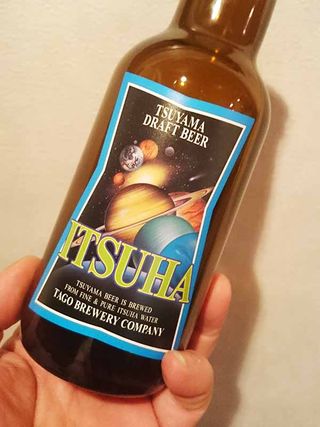 TSUYAMA
DRAFT BEER
ITSUHA
TSUYAMA BEER IS BREWED
FROM FINE & PURE ITSUHA WATER
TAGO BREWERY COMPANY